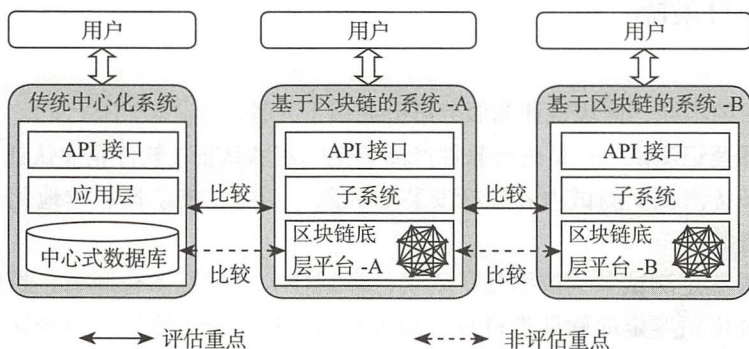 用户 用户 用户
传统中心化系统 基于区块链的系统 -A 基于区块链的系统 -B
API 接口 API 接口 API 接口
应用层 比较 子系统 比较 子系统
中心式数据库 比较 区块链底 比较 区块链底
层平台 -A 层平台 -B
评估重点 非评估重点